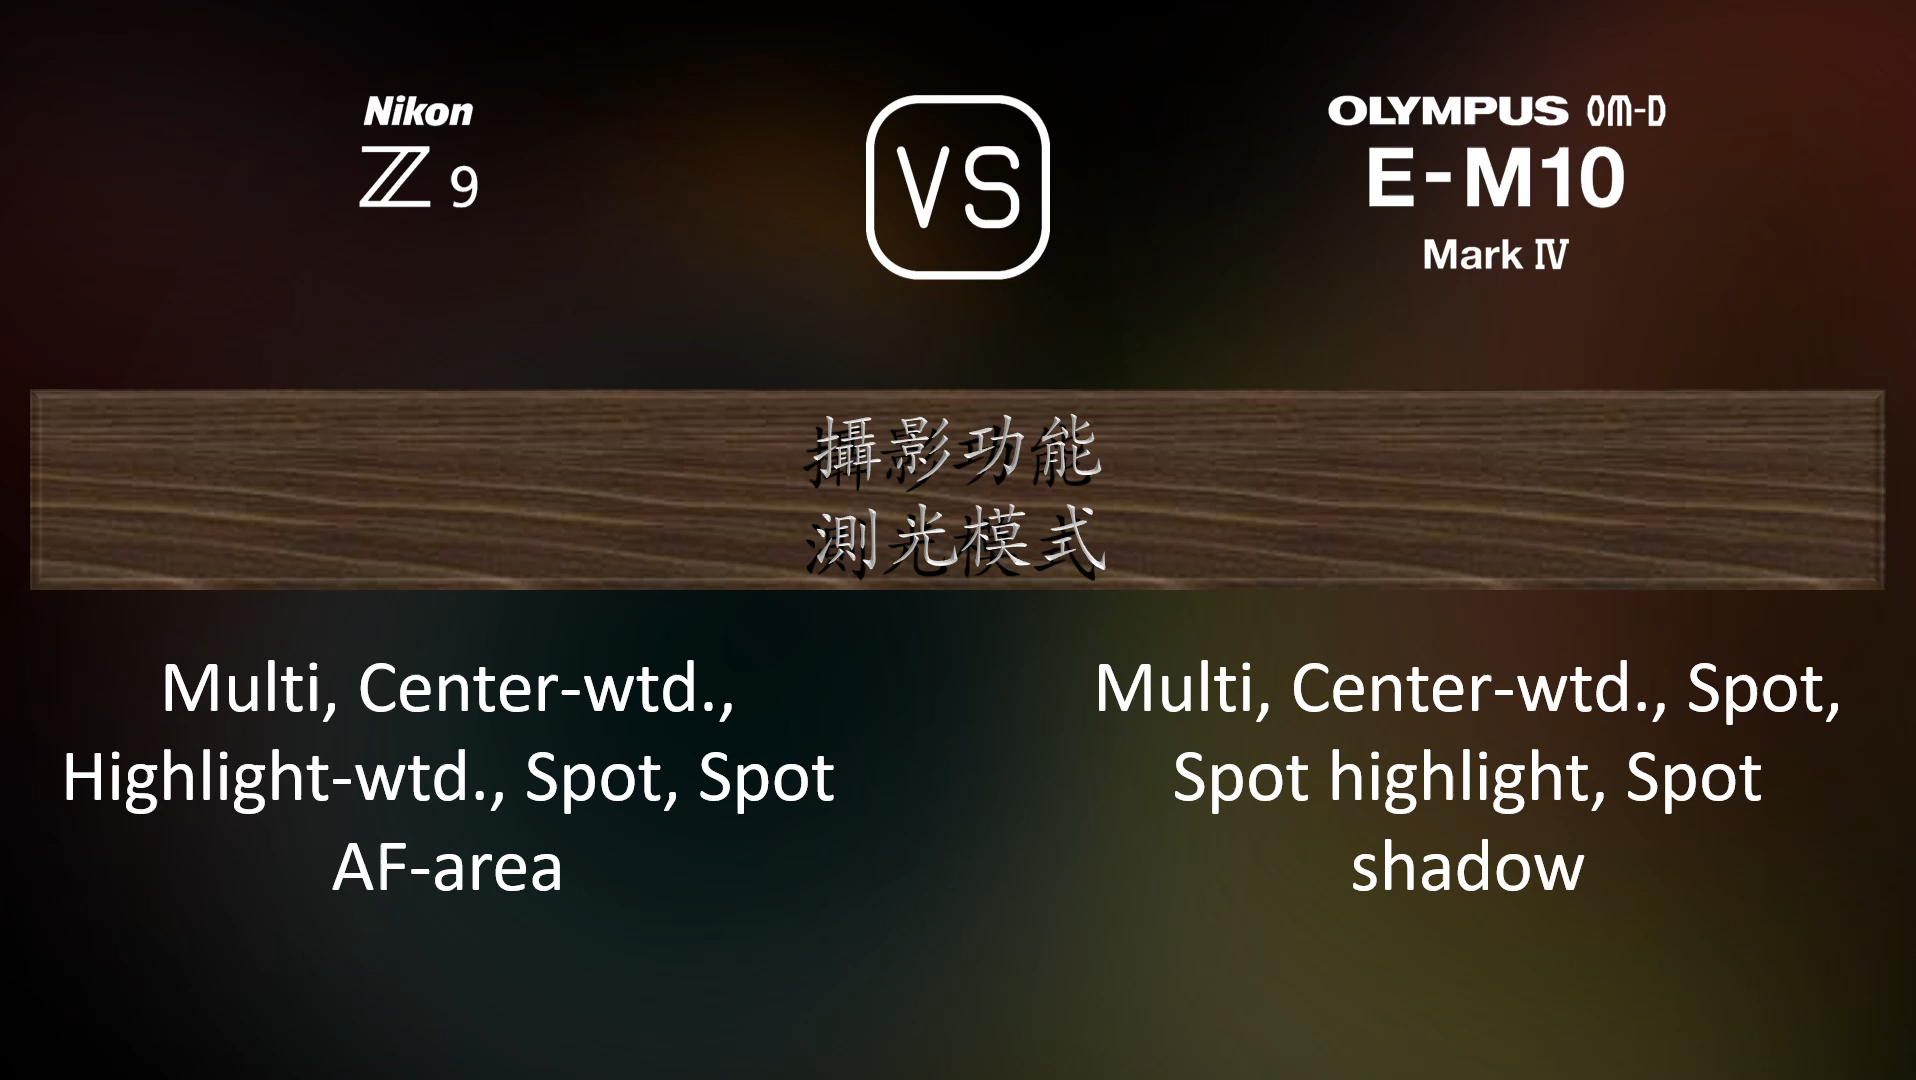 Nikon
Z 9
VS
OLYMPUS OM-D
E-M10
Mark IV
攝影功能
測光模式
Multi, Center-wtd.,
Highlight-wtd., Spot, Spot
AF-area
Multi, Center-wtd., Spot,
Spot highlight, Spot
shadow